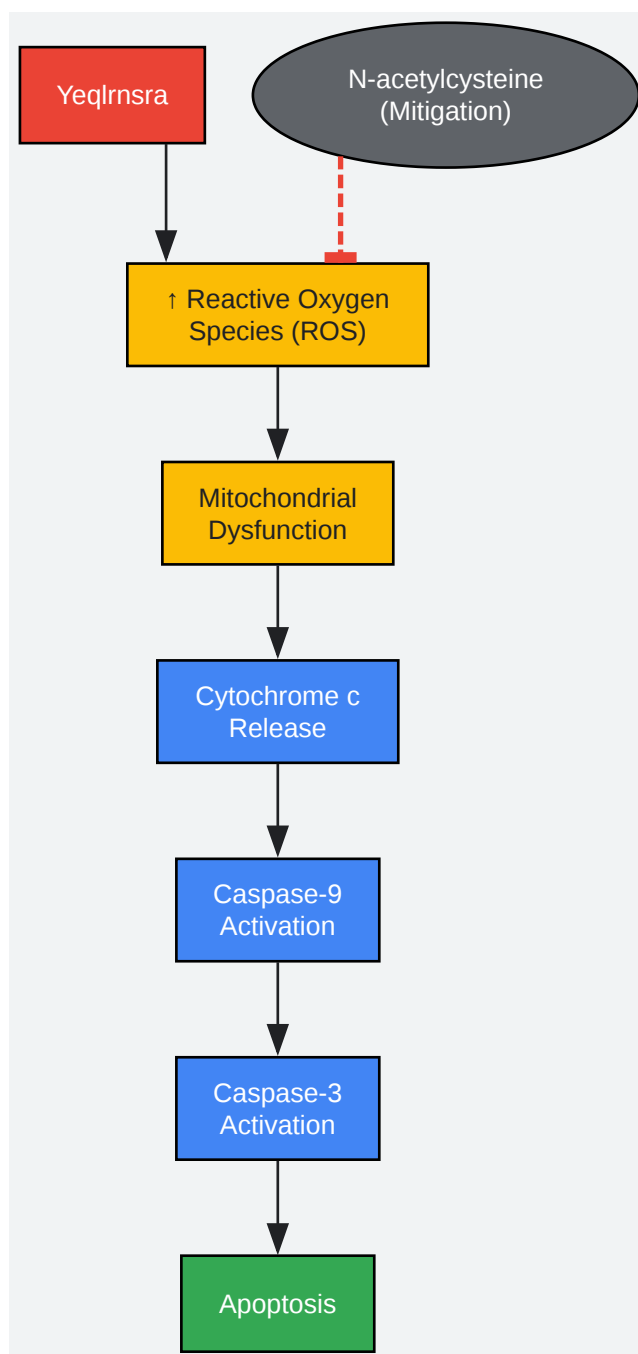 Yeqlrnsra
N-acetylcysteine
(Mitigation)
↑ Reactive Oxygen
Species (ROS)
Mitochondrial
Dysfunction
Cytochrome c
Release
Caspase-9
Activation
Caspase-3
Activation
Apoptosis